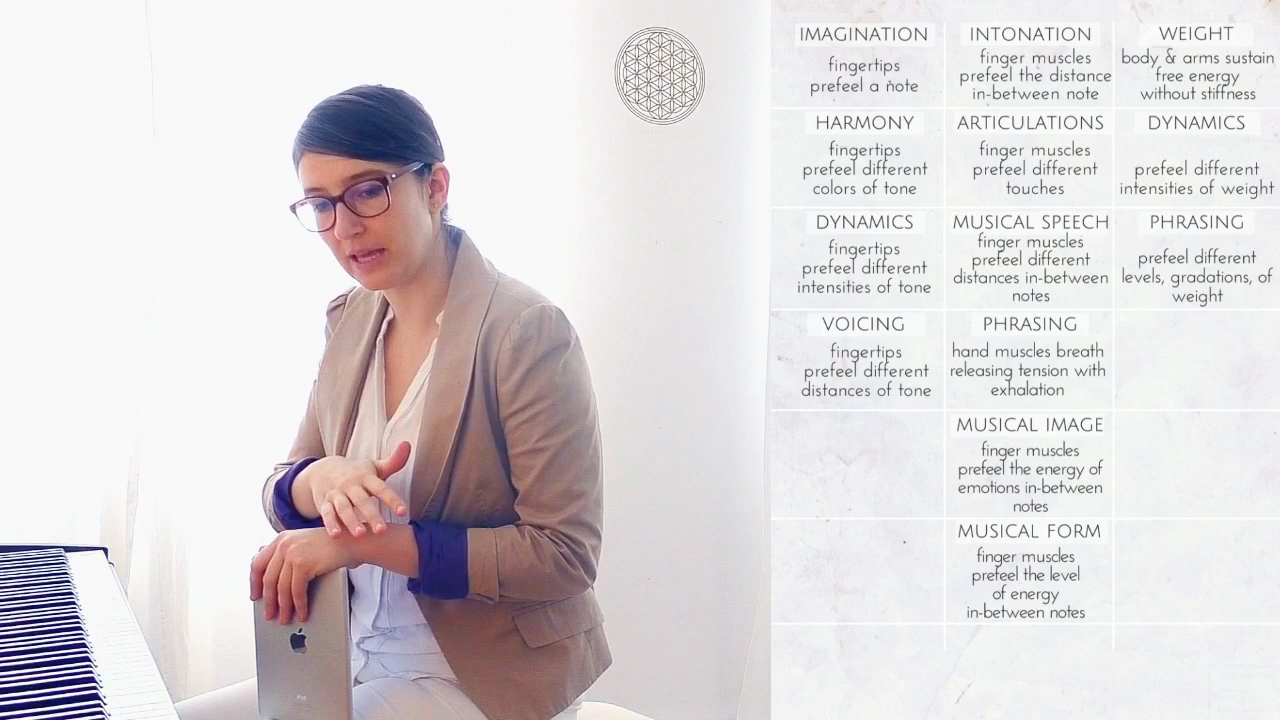 IMAGINATION
fingertips
prefeel a note
INTONATION
finger muscles
prefeel the distance
in-between note
WEIGHT
body & arms sustain
free energy
without stiffness
HARMONY
fingertips
prefeel different
colors of tone
ARTICULATIONS
finger muscles
prefeel different
touches
DYNAMICS
prefeel different
intensities of weight
DYNAMICS
fingertips
prefeel different
intensities of tone
MUSICAL SPEECH
finger muscles
prefeel different
distances in-between
notes
PHRASING
prefeel different
levels, gradations, of
weight
VOICING
fingertips
prefeel different
distances of tone
PHRASING
hand muscles breath
releasing tension with
exhalation
MUSICAL IMAGE
finger muscles
prefeel the energy of
emotions in-between
notes
MUSICAL FORM
finger muscles
prefeel the level
of energy
in-between notes
iPad